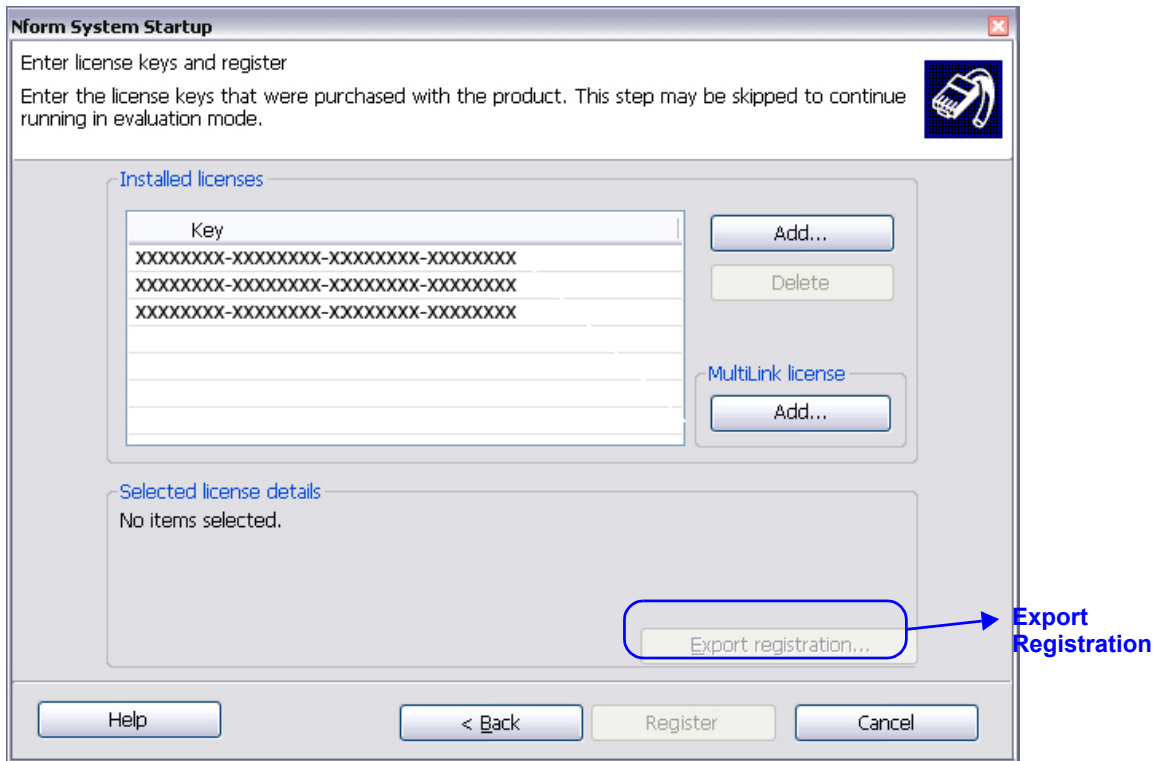 Nform System Startup
Enter license keys and register
Enter the license keys that were purchased with the product. This step may be skipped to continue
running in evaluation mode.
Installed licenses
Key
XXXXXXXX-XXXXXXXX-XXXXXXXX-XXXXXXXX
XXXXXXXX-XXXXXXXX-XXXXXXXX-XXXXXXXX
XXXXXXXX-XXXXXXXX-XXXXXXXX-XXXXXXXX
Add...
Delete
MultiLink license
Add...
Selected license details
No items selected.
Export registration...
Export
Registration
Help
< Back
Register
Cancel